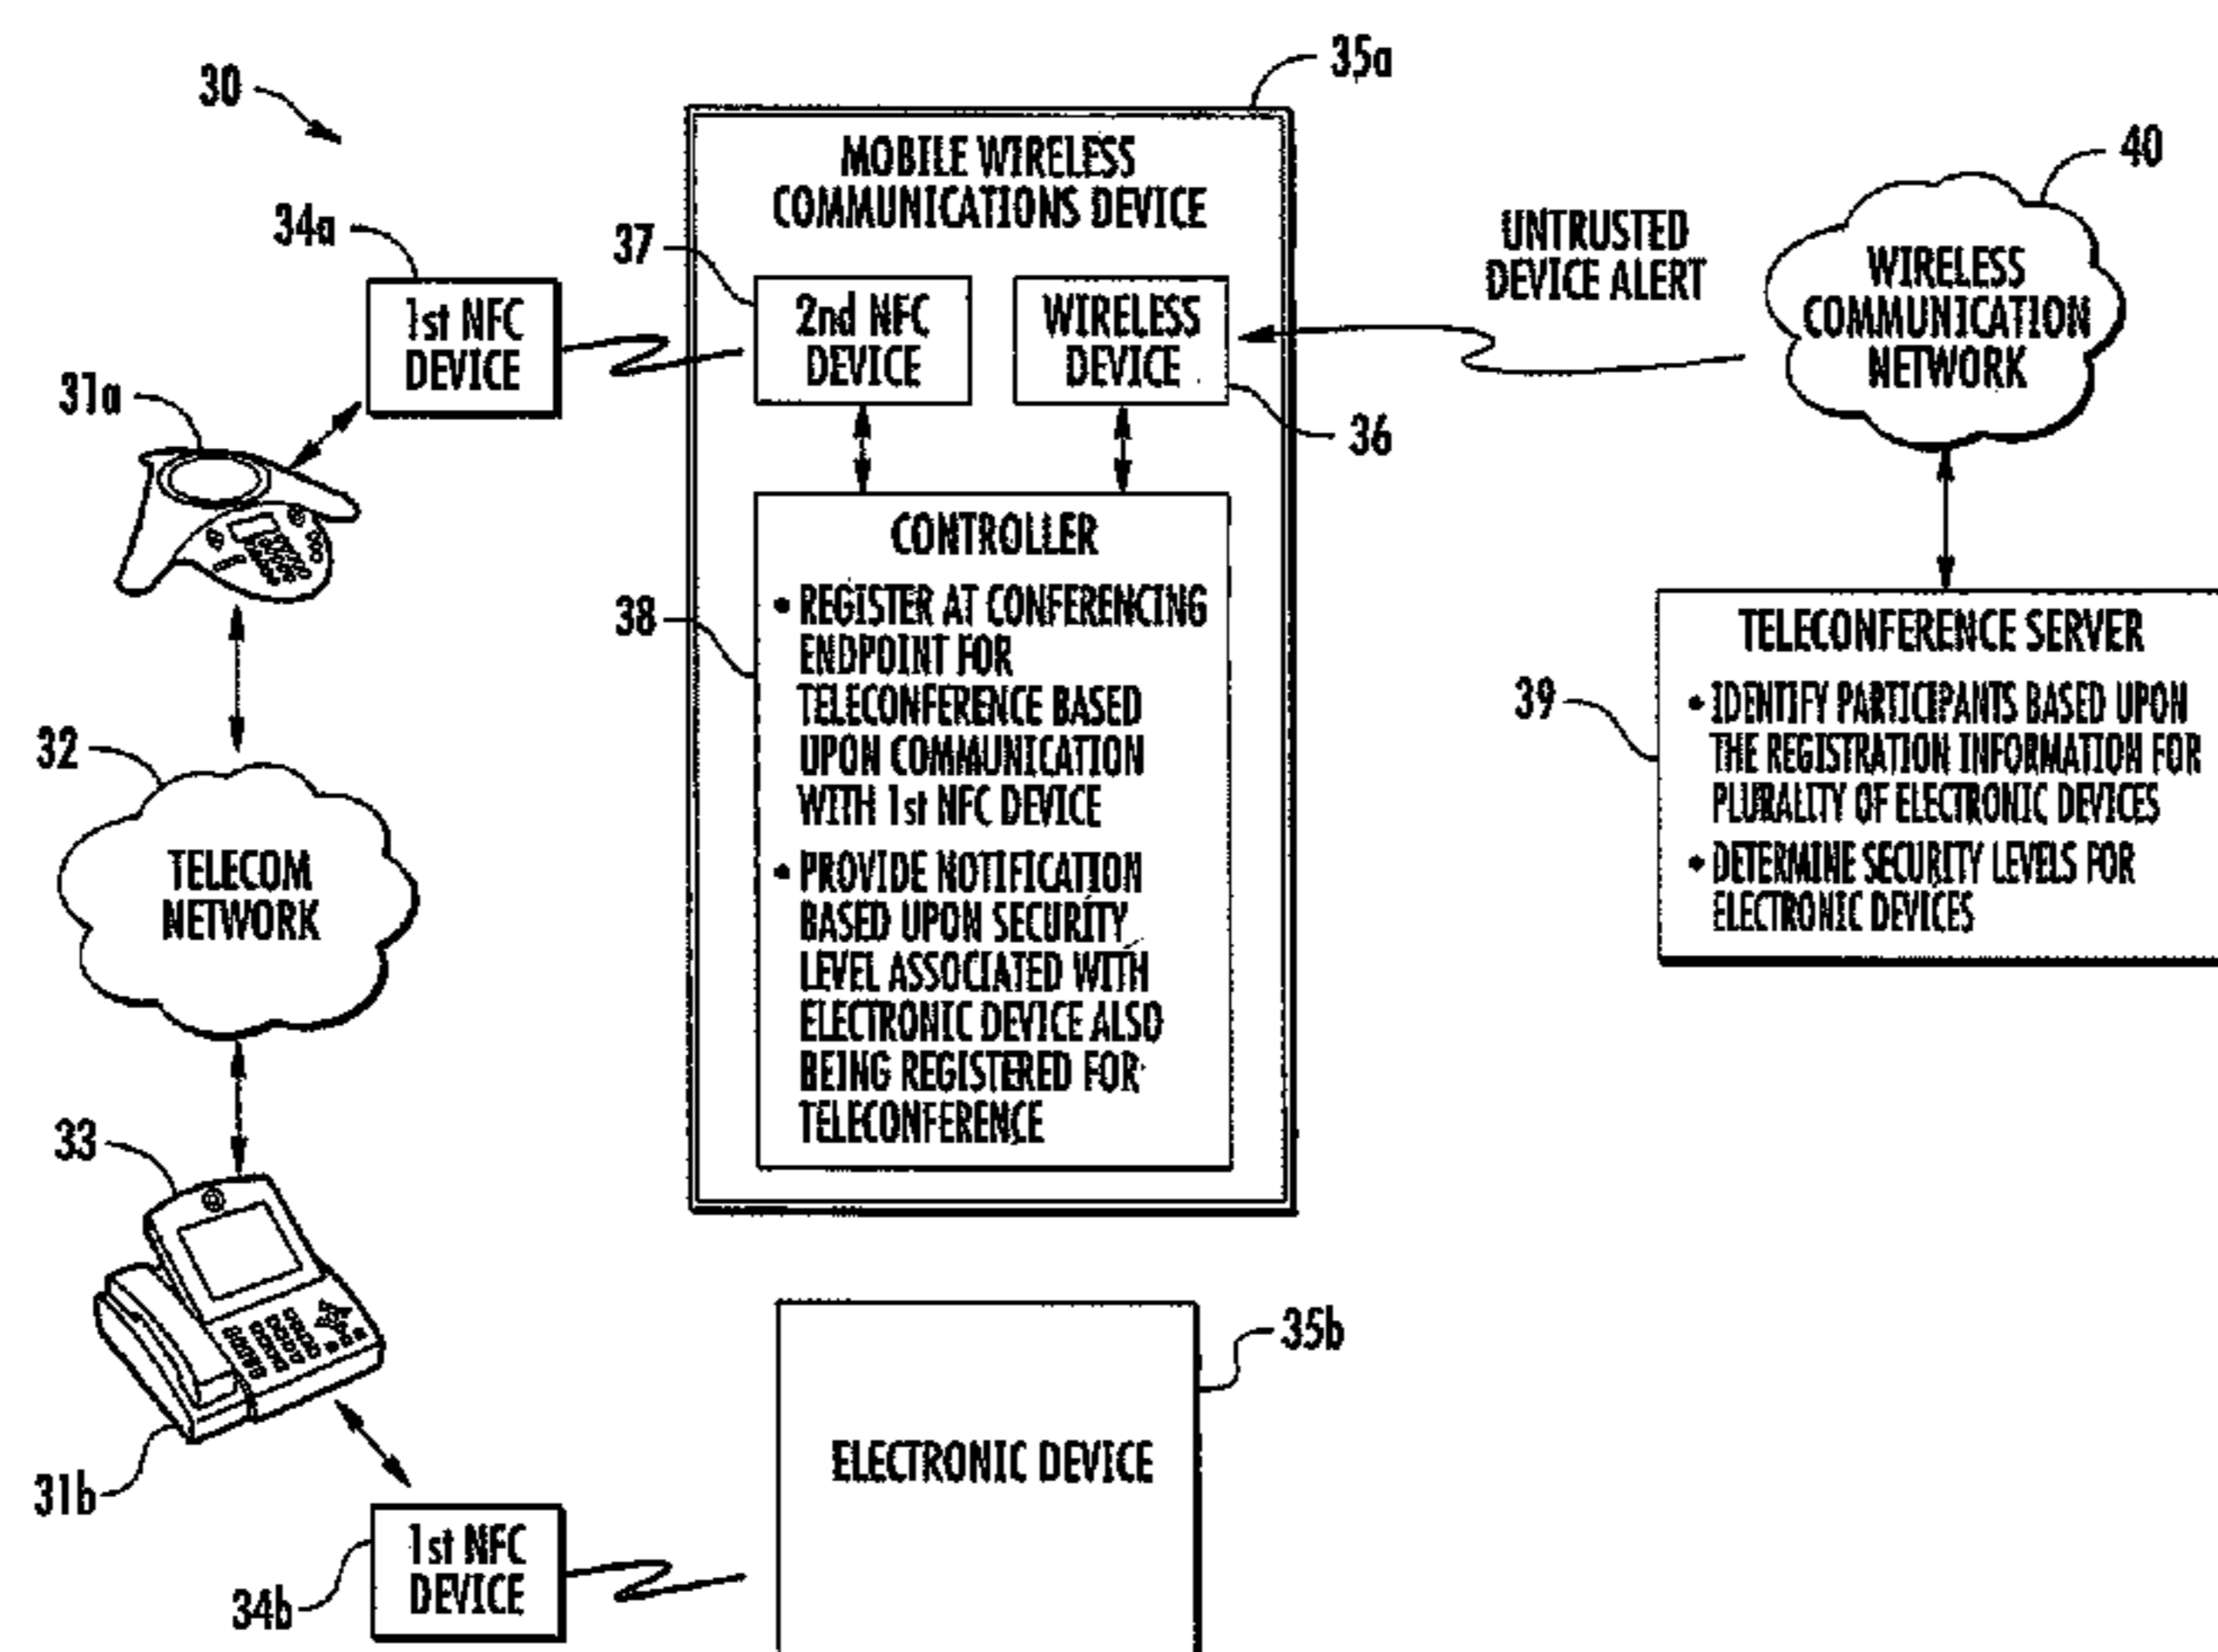 30
35a
MOBILE WIRELESS
COMMUNICATIONS DEVICE
40
34a
37
UNTRUSTED
DEVICE ALERT
WIRELESS
COMMUNICATION
NETWORK
1st NFC
DEVICE
2nd NFC
DEVICE
WIRELESS
DEVICE
31a
36
CONTROLLER
38
• REGISTER AT CONFERENCING
ENDPOINT FOR
TELECONFERENCE BASED
UPON COMMUNICATION
WITH 1st NFC DEVICE
• PROVIDE NOTIFICATION
BASED UPON SECURITY
LEVEL ASSOCIATED WITH
ELECTRONIC DEVICE ALSO
BEING REGISTERED FOR
TELECONFERENCE
TELECONFERENCE SERVER
39
• IDENTIFY PARTICIPANTS BASED UPON
THE REGISTRATION INFORMATION FOR
PLURALITY OF ELECTRONIC DEVICES
• DETERMINE SECURITY LEVELS FOR
ELECTRONIC DEVICES
32
TELECOM
NETWORK
33
35b
ELECTRONIC DEVICE
31b
1st NFC
DEVICE
34b